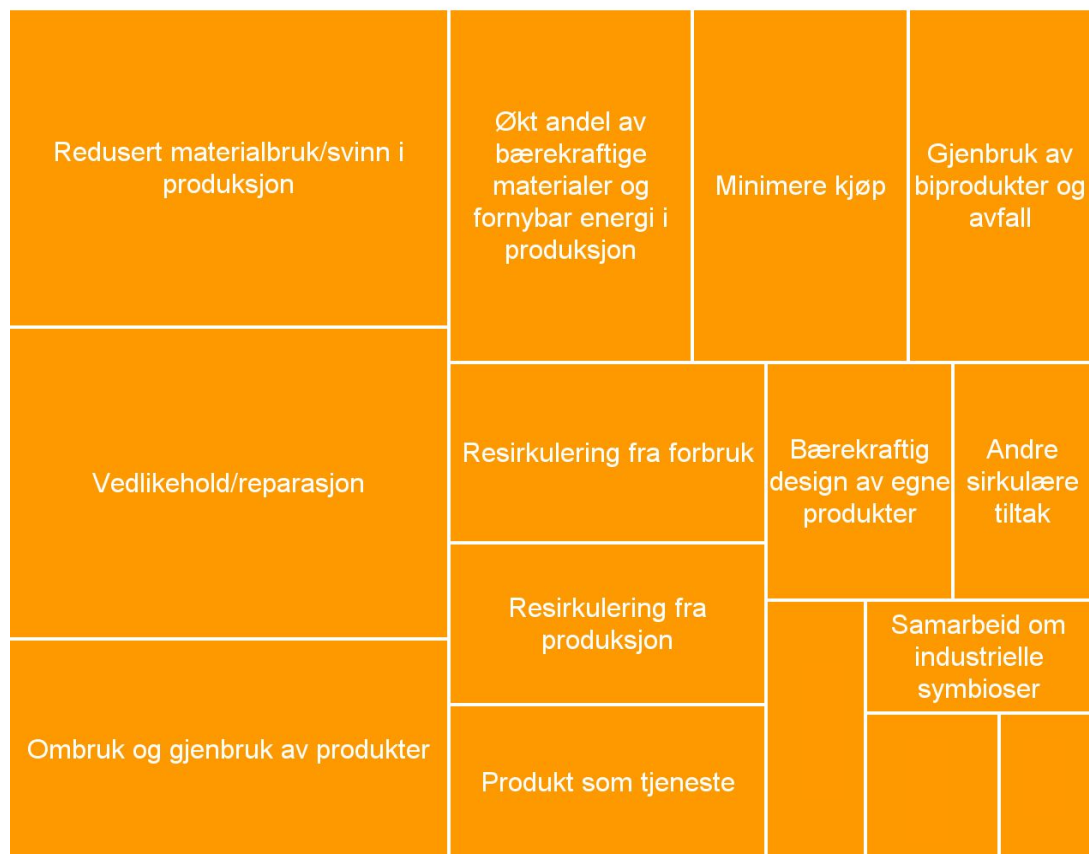 Redusert materialbruk/svinn i
produksjon
Vedlikehold/reparasjon
Ombruk og gjenbruk av produkter
Økt andel av
bærekraftige
materialer og
fornybar energi i
produksjon
Minimere kjøp
Gjenbruk av
biprodukter og
avfall
Resirkulering fra forbruk
Resirkulering fra
produksjon
Produkt som tjeneste
Bærekraftig
design av egne
produkter
Andre
sirkulære
tiltak
Samarbeid om
industrielle
symbioser